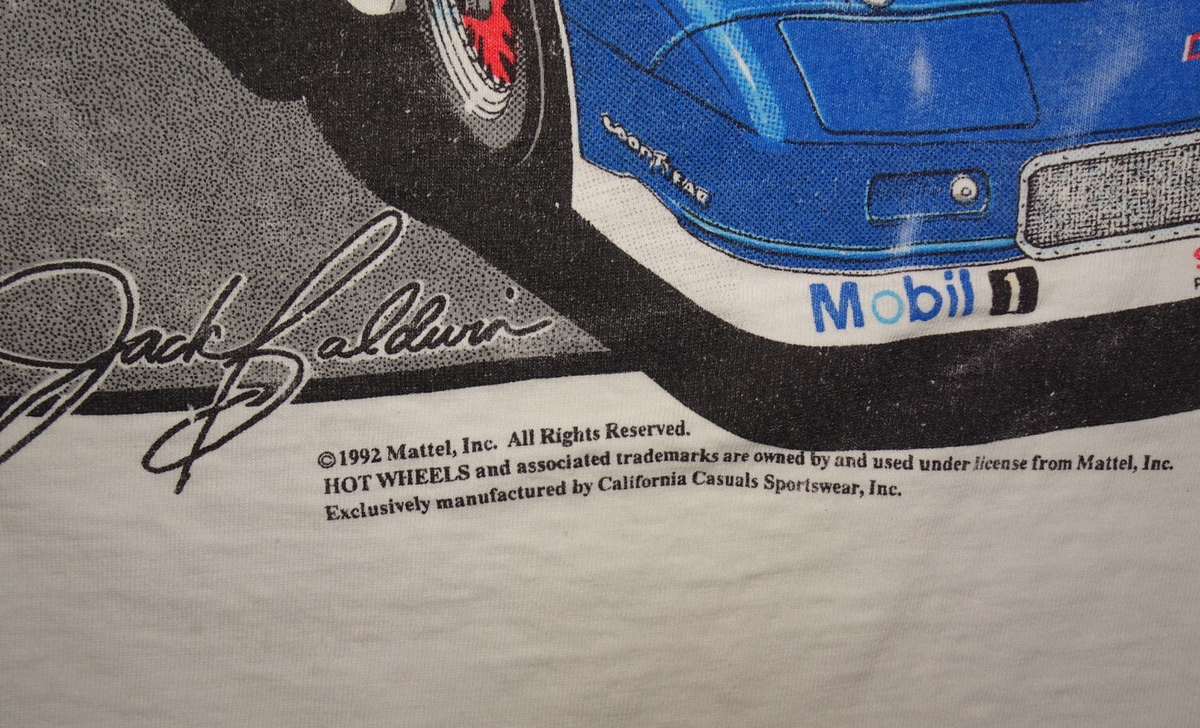 GOODYEAR
Mobil 1
Jack Baldwin
©1992 Mattel, Inc. All Rights Reserved.
HOT WHEELS and associated trademarks are owned by and used under license from Mattel, Inc.
Exclusively manufactured by California Casuals Sportswear, Inc.